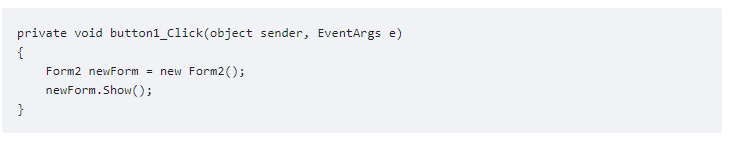 private void button1_Click(object sender, EventArgs e)
{
    Form2 newForm = new Form2();
    newForm.Show();
}